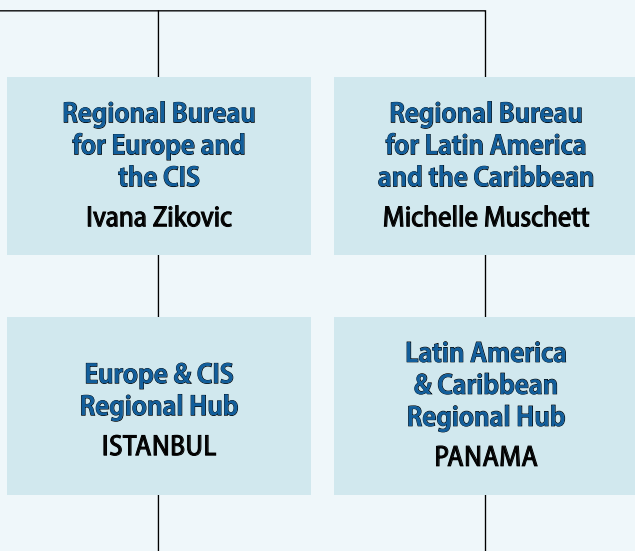 Regional Bureau
for Europe and
the CIS
Ivana Zikovic
Regional Bureau
for Latin America
and the Caribbean
Michelle Muschett
Europe & CIS
Regional Hub
ISTANBUL
Latin America
& Caribbean
Regional Hub
PANAMA